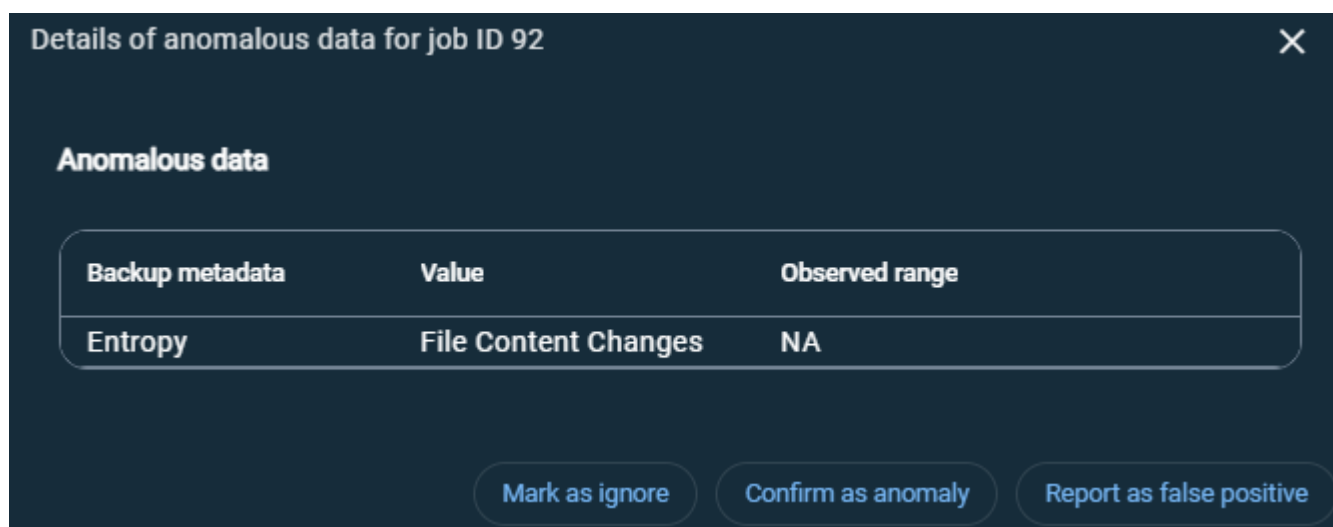 Details of anomalous data for job ID 92
Anomalous data
Backup metadata Value Observed range
Entropy File Content Changes NA
Mark as ignore Confirm as anomaly Report as false positive